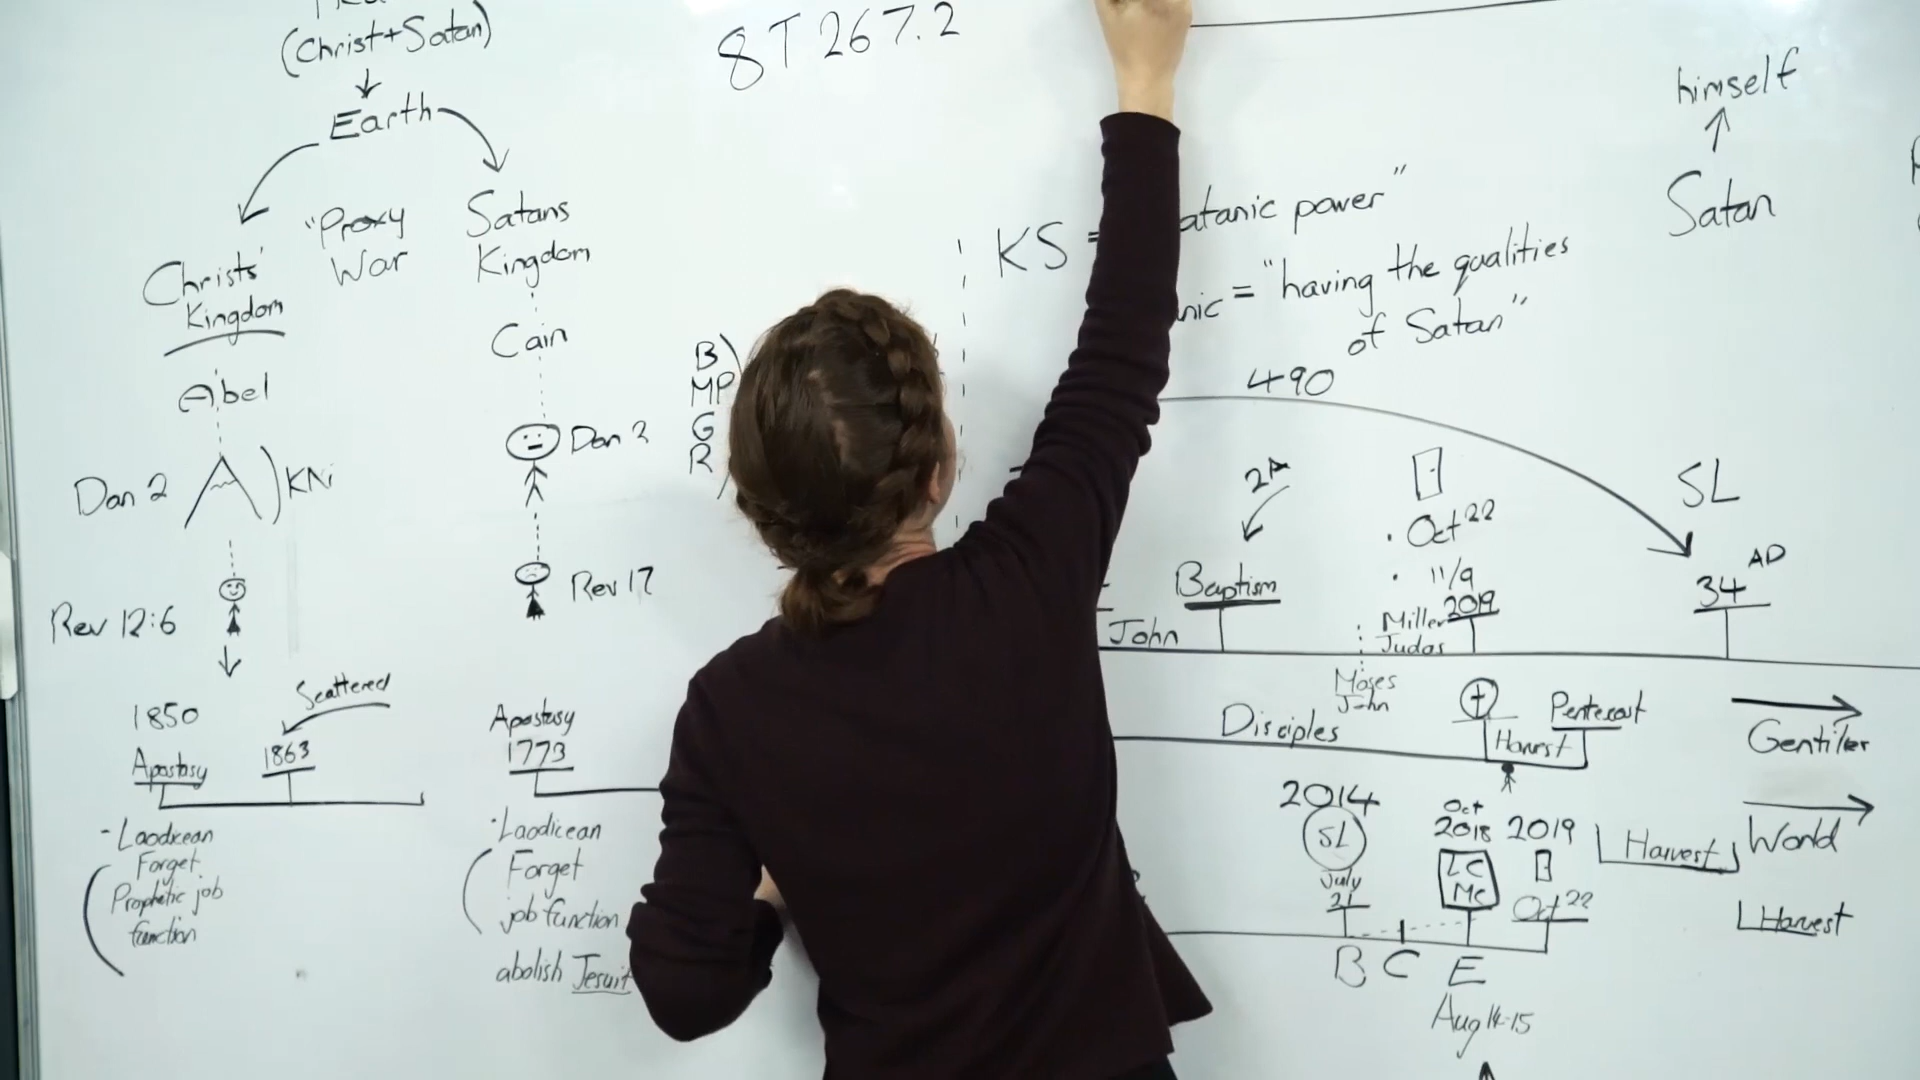 (Christ+Satan)
Earth
Christs'
Kingdom
"Proxy
War
Satans
Kingdom
Abel
Cain
Dan 2
KNi
Dan 2
Rev 12:6
Rev 17
1850
Apostasy
Scattered
1863
- Laodicean
Forget
Prophetic job
function
Apostasy
1773
· Laodicean
Forget
job function
abolish Jesuit
8T 267.2
B
MP
G
R
KS =
atanic power"
nic = "having the qualities
of Satan"
himself
Satan
490
2A
· Oct 22
· 11/9
2019
SL
34 AD
John
Baptism
Miller
Judas
Moses
John
Disciples
Harvest
Pentecost
Gentiles
2014
SL
July
21
Oct
2018
LC
MC
2019
Oct 22
Harvest
World
Harvest
B C E
Aug 14-15